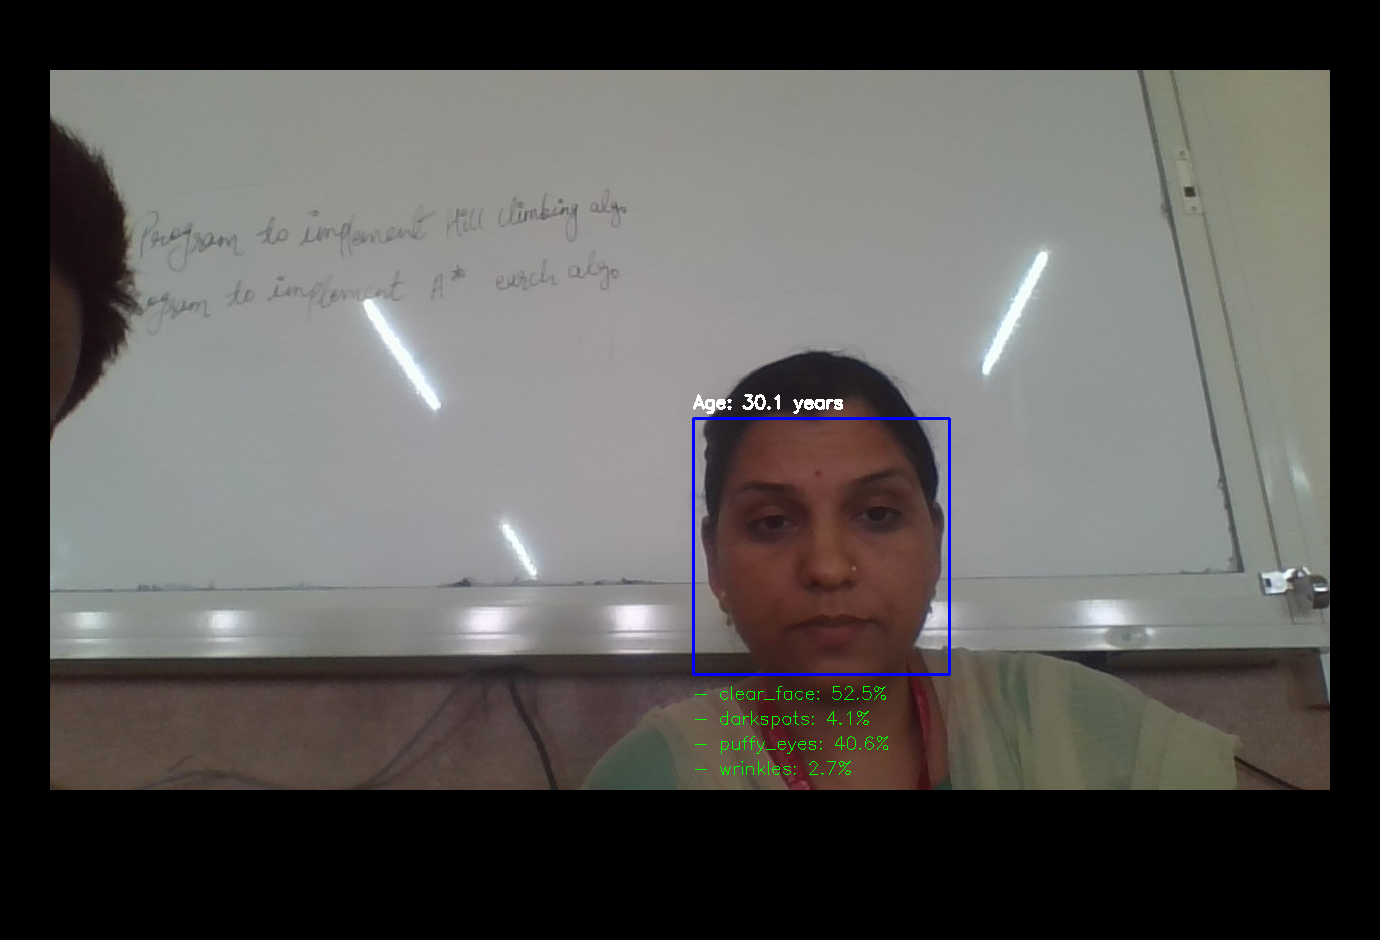 Program to implement Hill climbing algo
ogram to implement A* earch algo
Age: 30.1 years
- clear_face: 52.5%
- darkspots: 4.1%
- puffy_eyes: 40.6%
- wrinkles: 2.7%